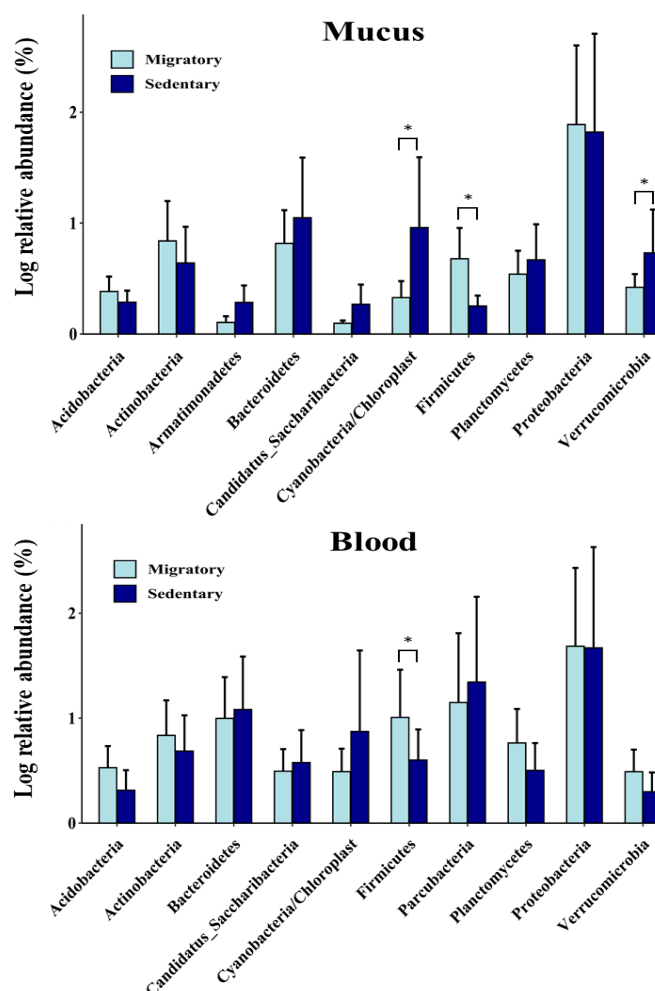 Mucus
Log relative abundance (%)
Migratory
Sedentary
2
1
0
*
*
*
Acidobacteria
Actinobacteria
Armatimonadetes
Bacteroidetes
Candidatus_Saccharibacteria
Cyanobacteria/Chloroplast
Firmicutes
Planctomycetes
Proteobacteria
Verrucomicrobia
Blood
Log relative abundance (%)
Migratory
Sedentary
2
1
0
*
Acidobacteria
Actinobacteria
Bacteroidetes
Candidatus_Saccharibacteria
Cyanobacteria/Chloroplast
Firmicutes
Parcubacteria
Planctomycetes
Proteobacteria
Verrucomicrobia